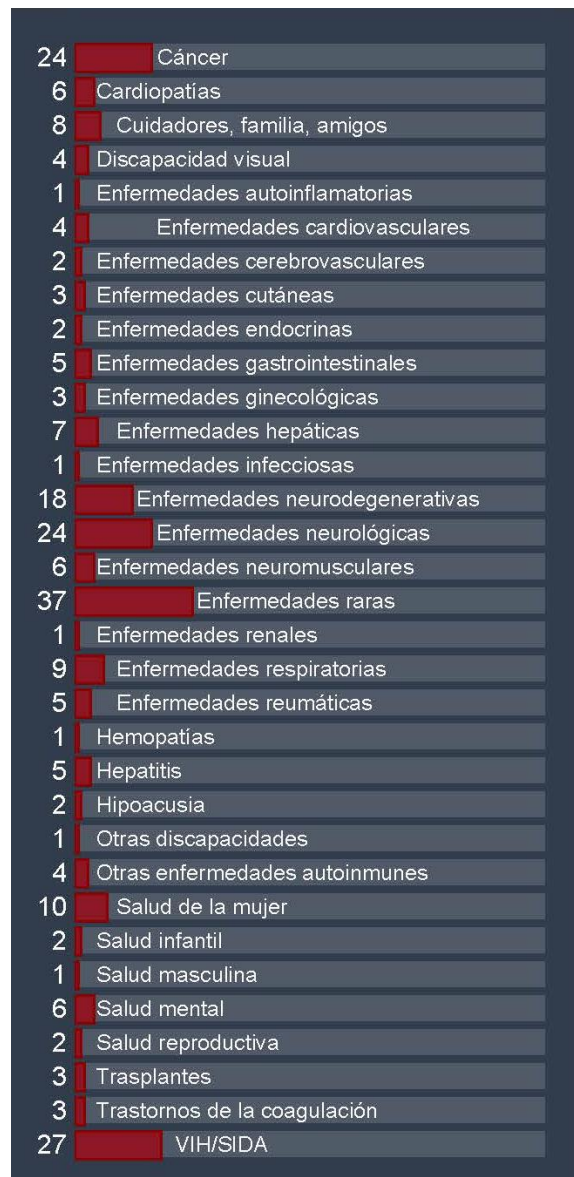 24 Cáncer
6 Cardiopatías
8 Cuidadores, familia, amigos
4 Discapacidad visual
1 Enfermedades autoinflamatorias
4 Enfermedades cardiovasculares
2 Enfermedades cerebrovasculares
3 Enfermedades cutáneas
2 Enfermedades endocrinas
5 Enfermedades gastrointestinales
3 Enfermedades ginecológicas
7 Enfermedades hepáticas
1 Enfermedades infecciosas
18 Enfermedades neurodegenerativas
24 Enfermedades neurológicas
6 Enfermedades neuromusculares
37 Enfermedades raras
1 Enfermedades renales
9 Enfermedades respiratorias
5 Enfermedades reumáticas
1 Hemopatías
5 Hepatitis
2 Hipoacusia
1 Otras discapacidades
4 Otras enfermedades autoinmunes
10 Salud de la mujer
2 Salud infantil
1 Salud masculina
6 Salud mental
2 Salud reproductiva
3 Trasplantes
3 Trastornos de la coagulación
27 VIH/SIDA